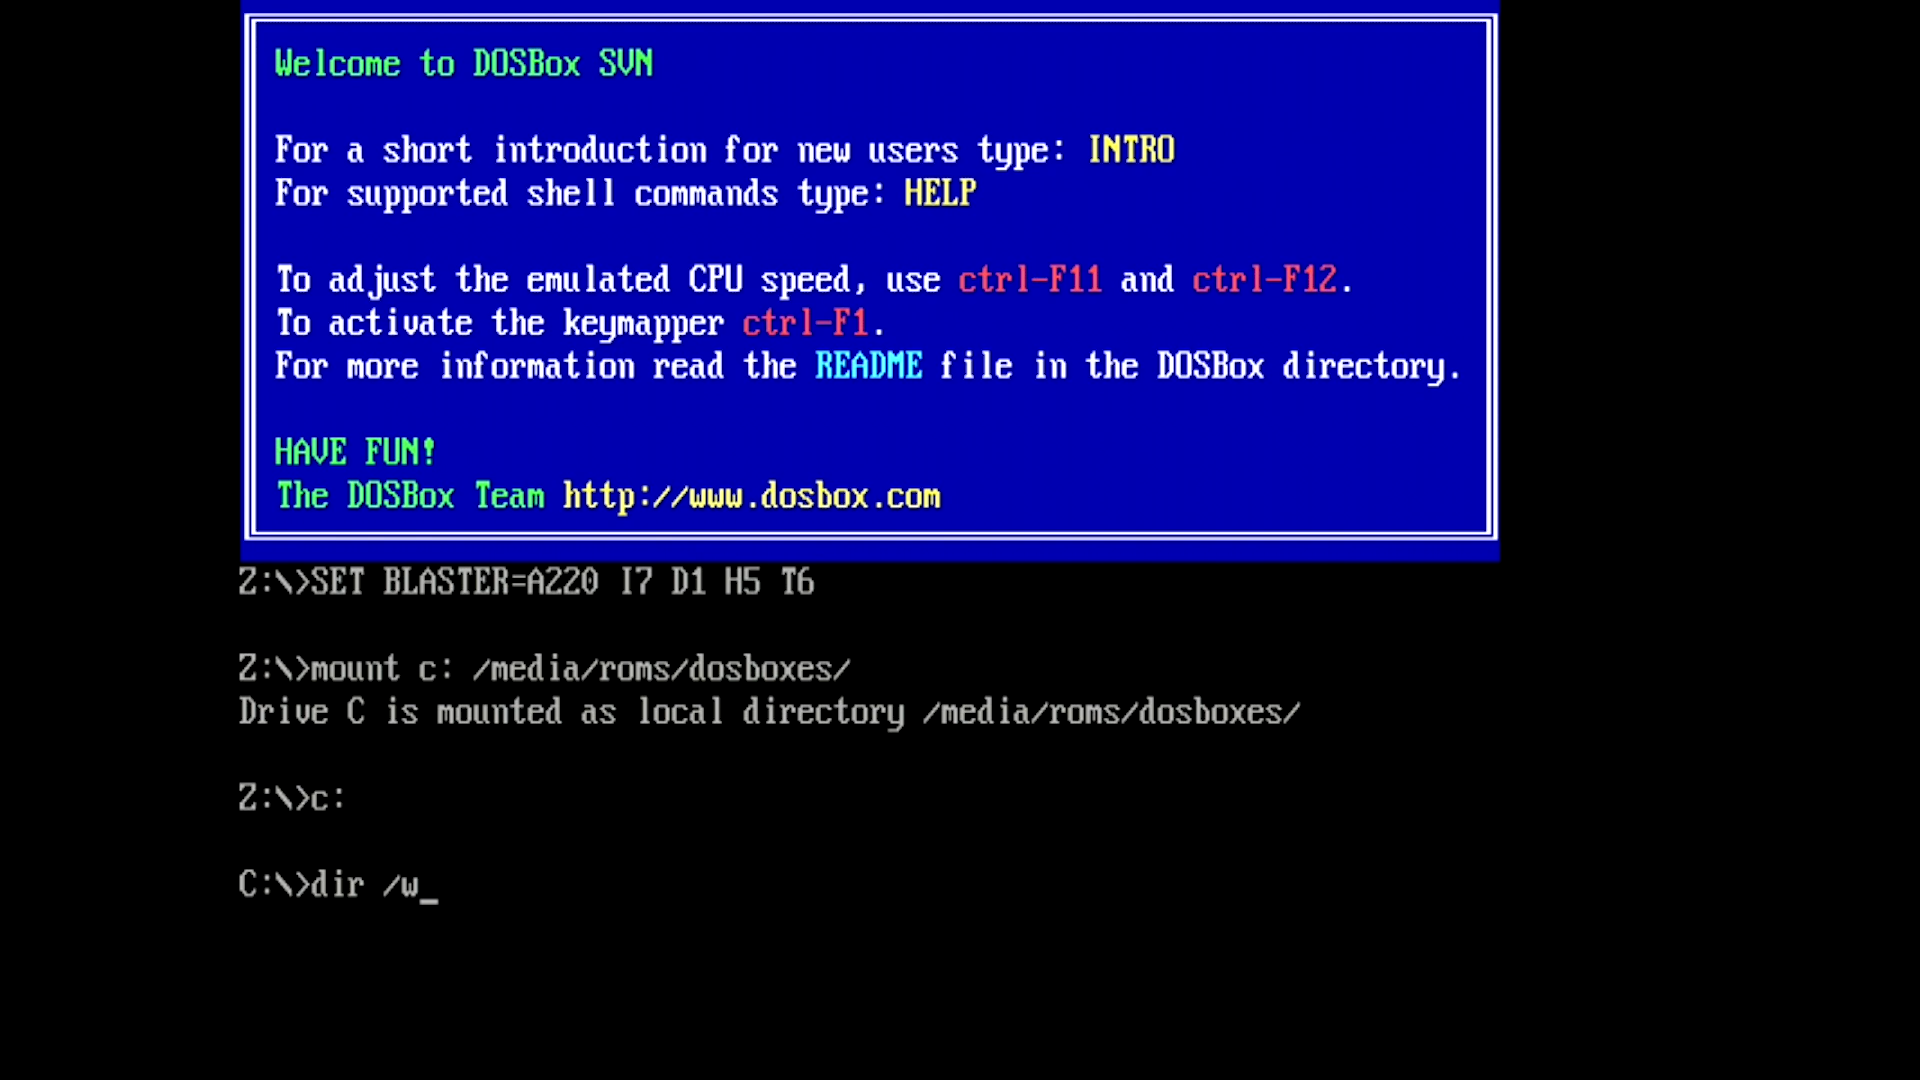 Welcome to DOSBox SVN
For a short introduction for new users type: INTRO
For supported shell commands type: HELP
To adjust the emulated CPU speed, use ctrl-F11 and ctrl-F12.
To activate the keymapper ctrl-F1.
For more information read the README file in the DOSBox directory.
HAVE FUN!
The DOSBox Team http://www.dosbox.com
Z:\>SET BLASTER=A220 I7 D1 H5 T6
Z:\>mount c: /media/roms/dosboxes/
Drive C is mounted as local directory /media/roms/dosboxes/
Z:\>c:
C:\>dir /w_